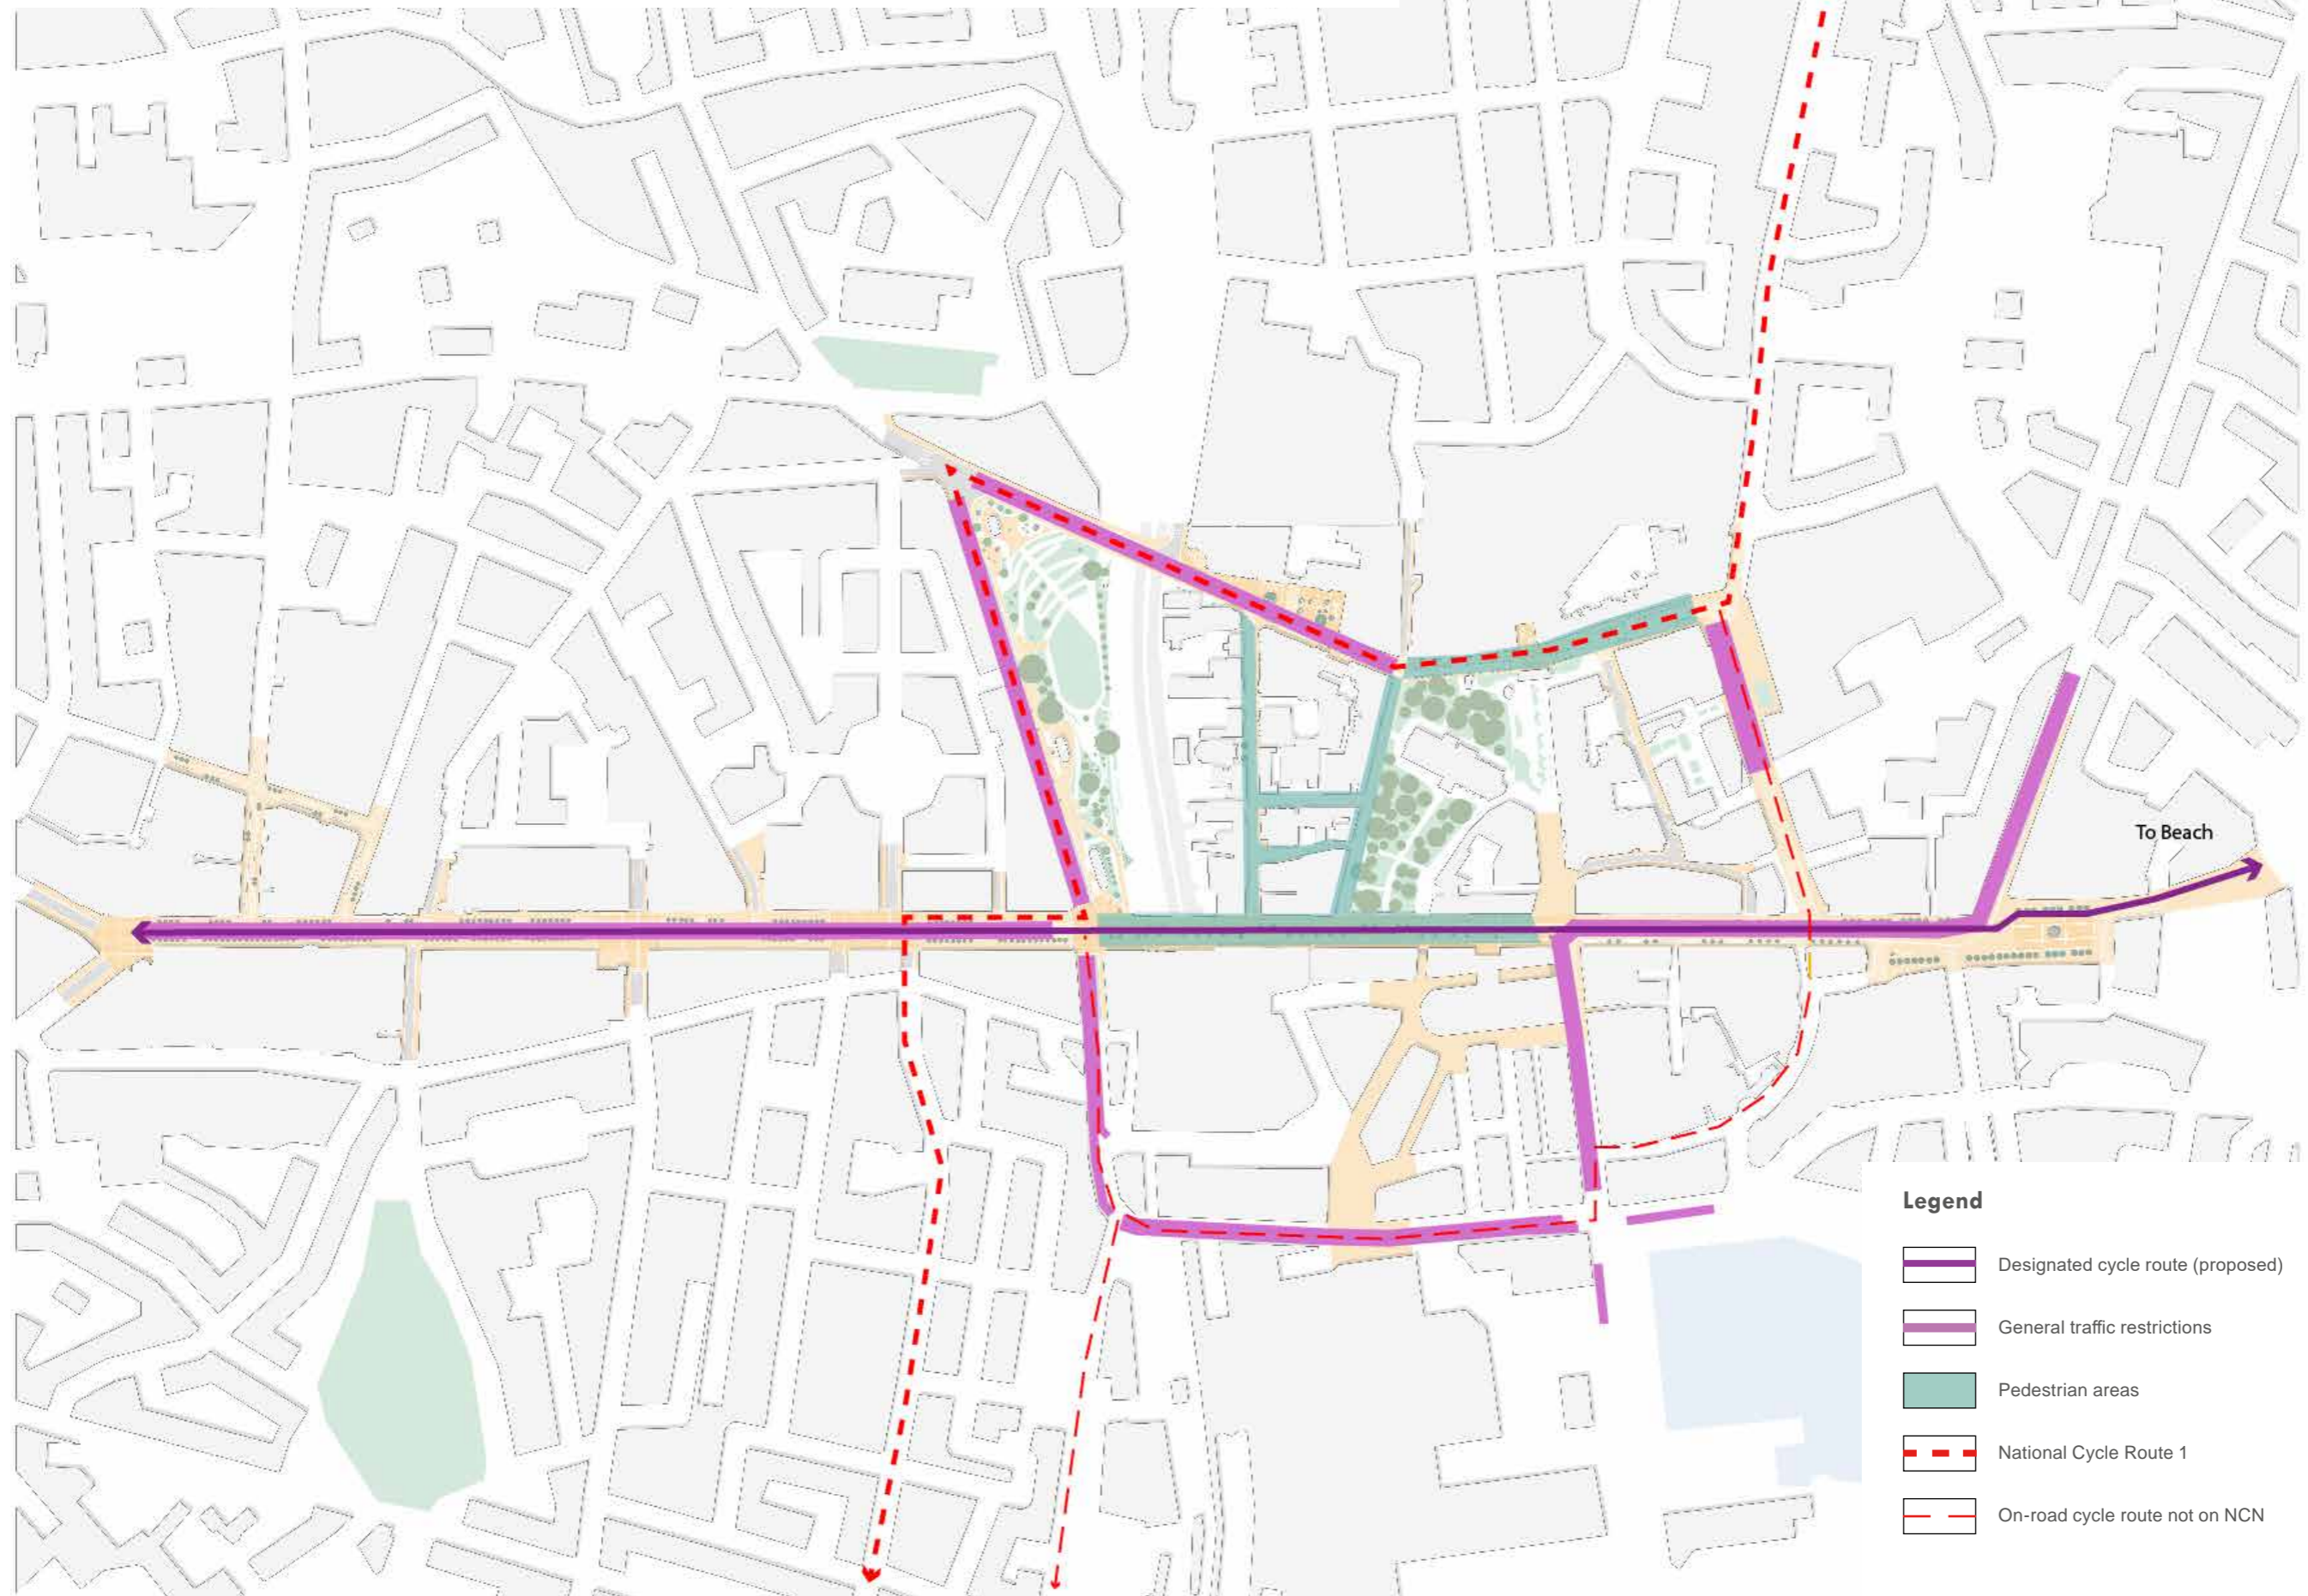 To Beach
Legend
Designated cycle route (proposed)
General traffic restrictions
Pedestrian areas
National Cycle Route 1
On-road cycle route not on NCN